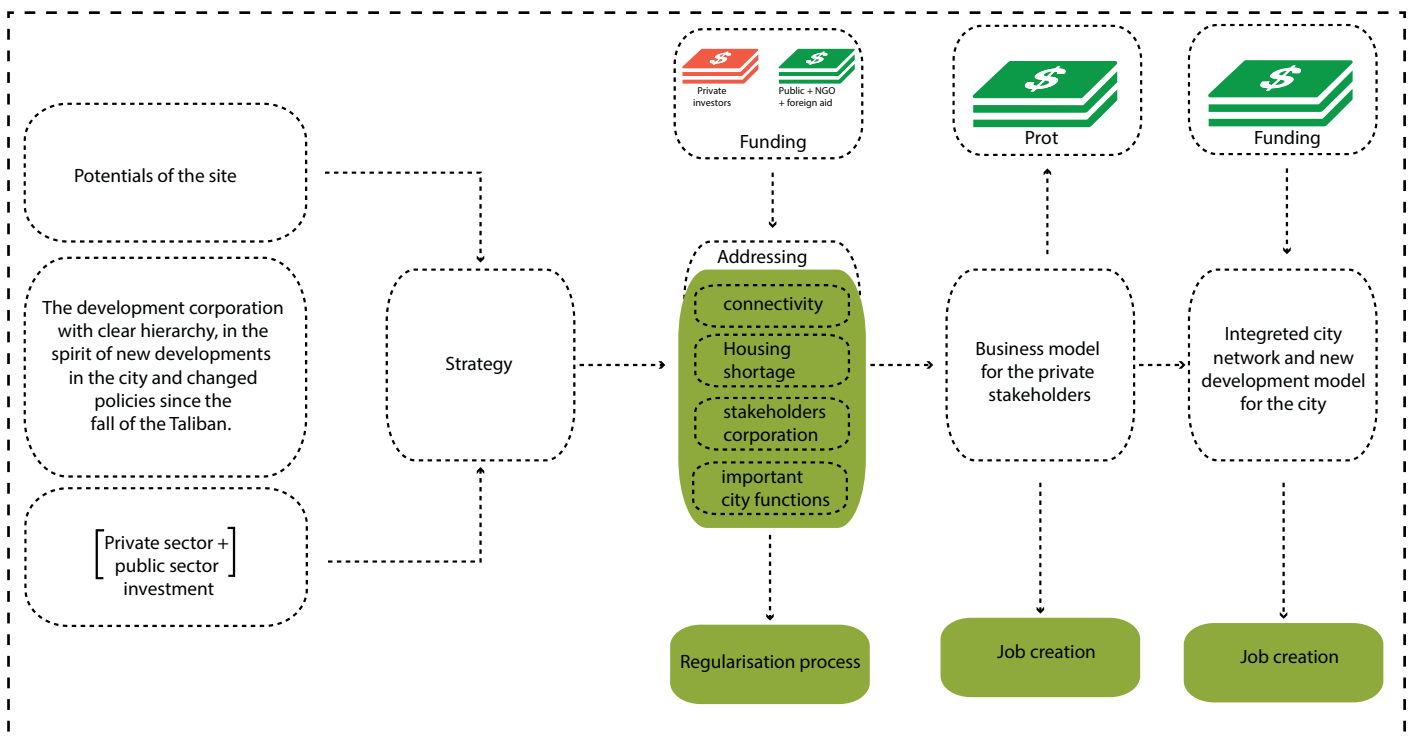 Potentials of the site
The development corporation
with clear hierarchy, in the
spirit of new developments
in the city and changed
policies since the
fall of the Taliban.
[Private sector +
public sector]
investment
Strategy
$
Private
investors
$
Public + NGO
+ foreign aid
Funding
Addressing
connectivity
Housing
shortage
stakeholders
corporation
important
city functions
Regularisation process
$
Prot
Business model
for the private
stakeholders
Job creation
$
Funding
Integreted city
network and new
development model
for the city
Job creation